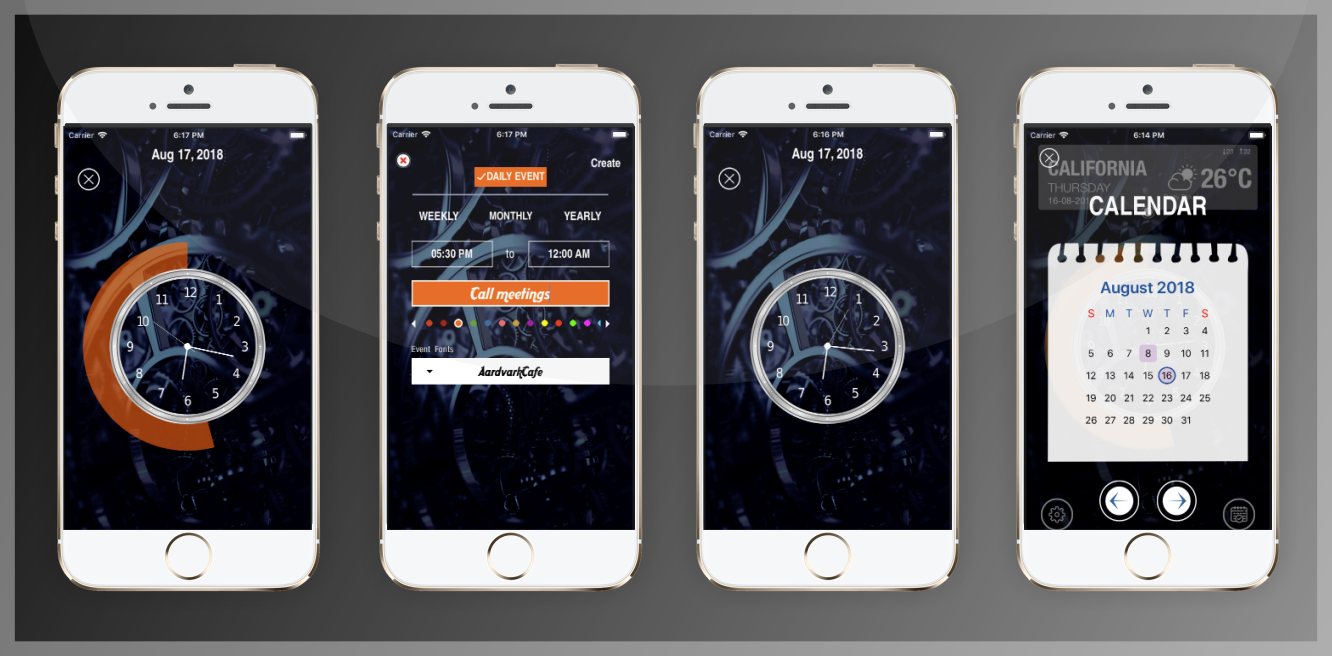 Carrier 6:17 PM
Aug 17, 2018
12
11 1
10 2
9 3
8 4
7 5
6
Carrier 6:17 PM
Create
DAILY EVENT
WEEKLY MONTHLY YEARLY
05:30 PM to 12:00 AM
Call meetings
Event Fonts
AardvarkCafe
Carrier 6:16 PM
Aug 17, 2018
12
11 1
10 2
9 3
8 4
7 5
6
Carrier 6:14 PM
CALIFORNIA
THURSDAY
26°C
CALENDAR
August 2018
S M T W T F S
1 2 3 4
5 6 7 8 9 10 11
12 13 14 15 16 17 18
19 20 21 22 23 24 25
26 27 28 29 30 31